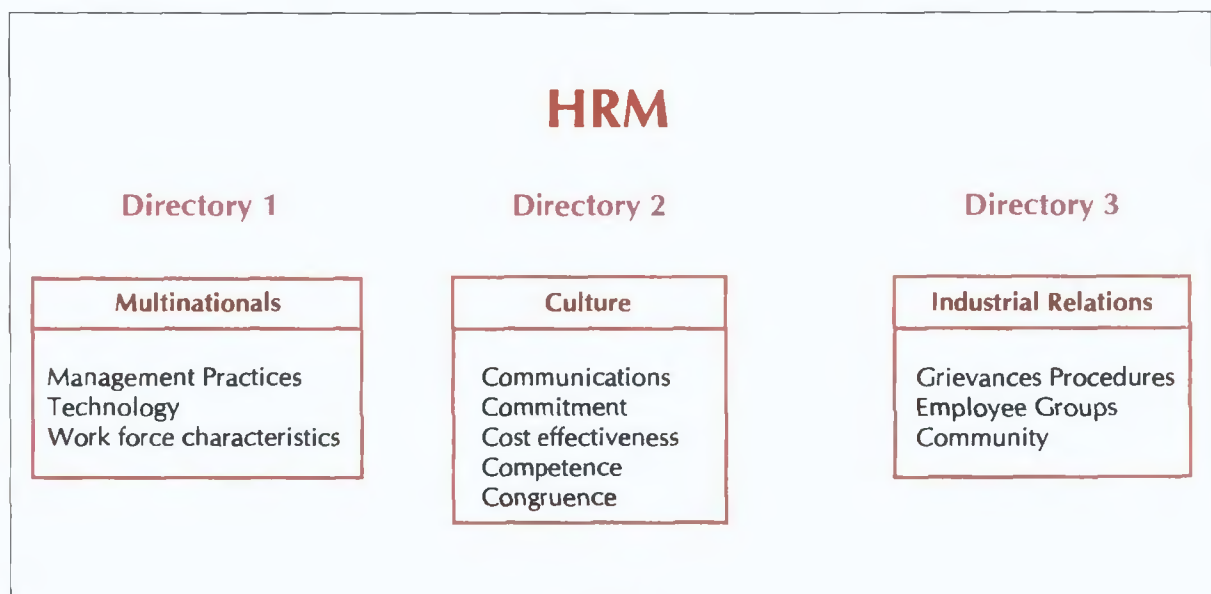 HRM
Directory 1
Directory 2
Directory 3
Multinationals
Management Practices
Technology
Work force characteristics
Culture
Communications
Commitment
Cost effectiveness
Competence
Congruence
Industrial Relations
Grievances Procedures
Employee Groups
Community